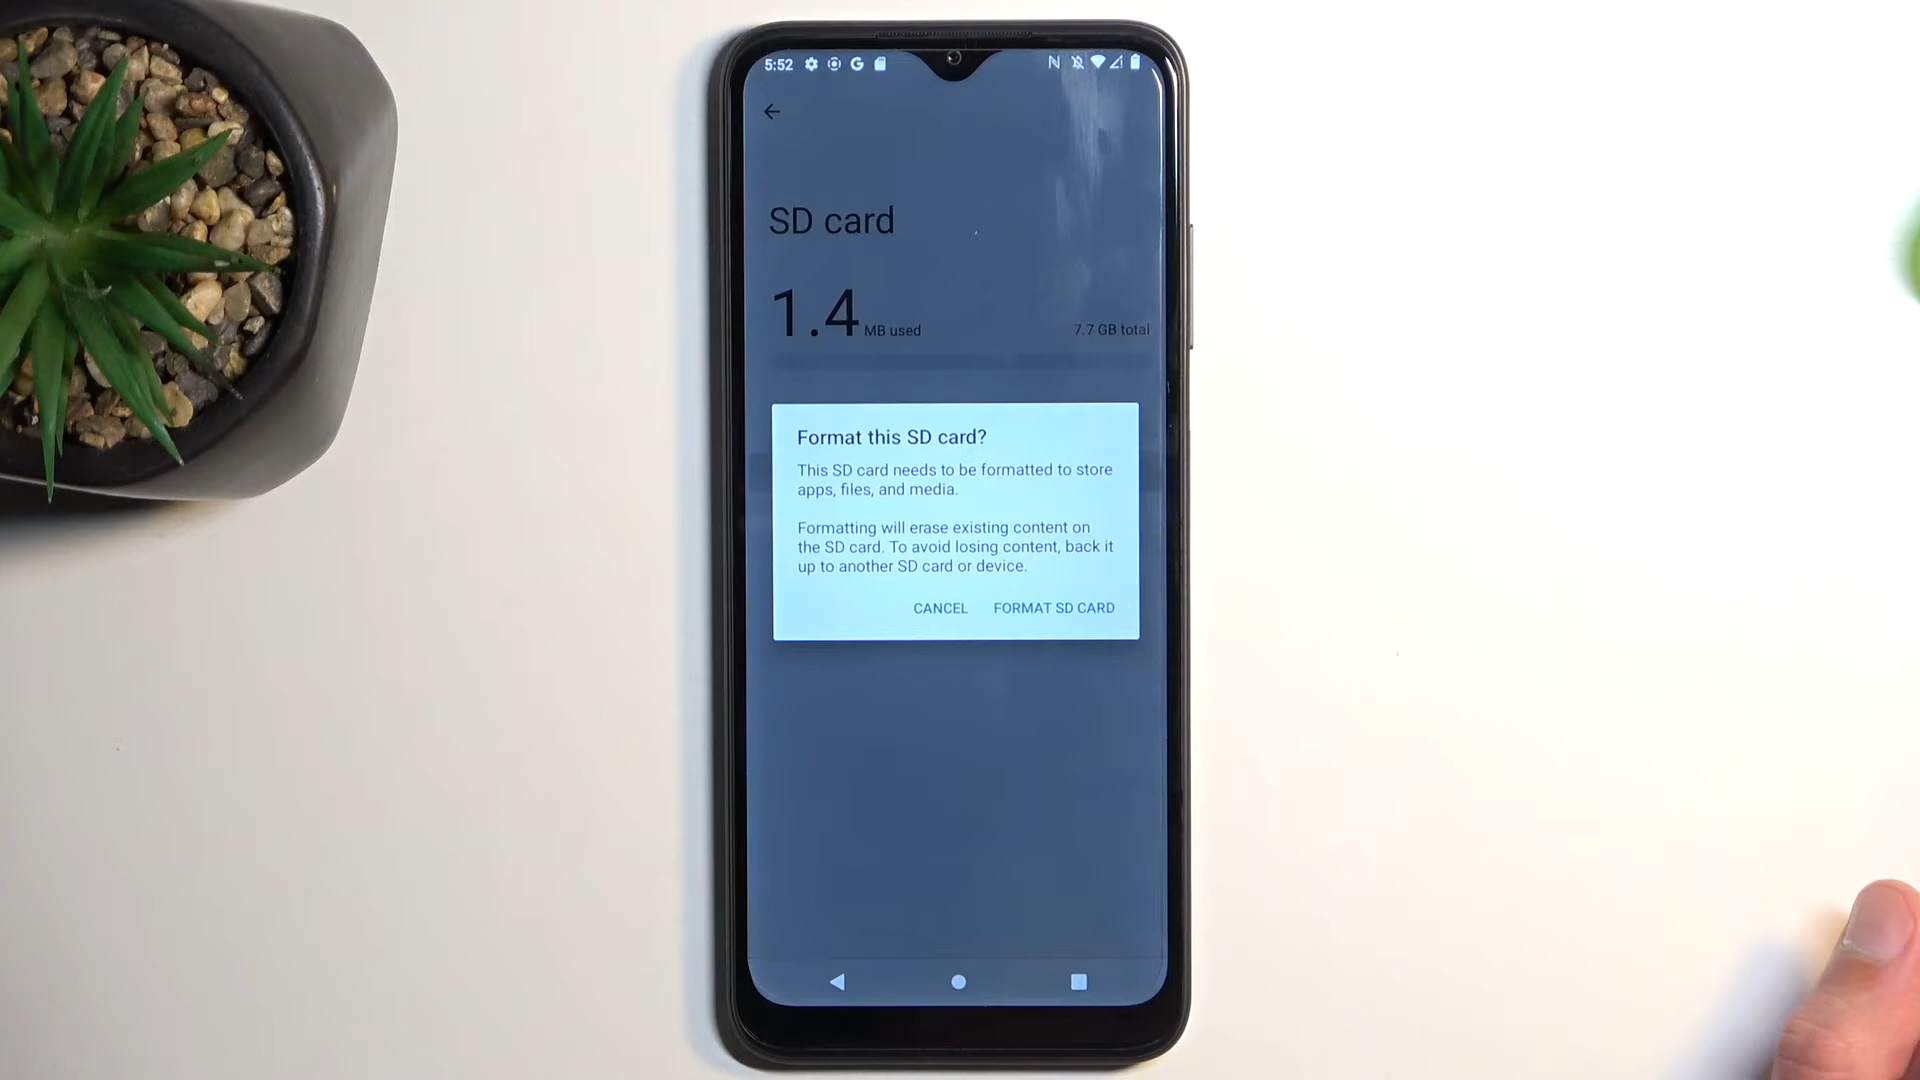 5:52
SD card
1.4 MB used 7.7 GB total
Format this SD card?
This SD card needs to be formatted to store
apps, files, and media.
Formatting will erase existing content on
the SD card. To avoid losing content, back it
up to another SD card or device.
CANCEL FORMAT SD CARD